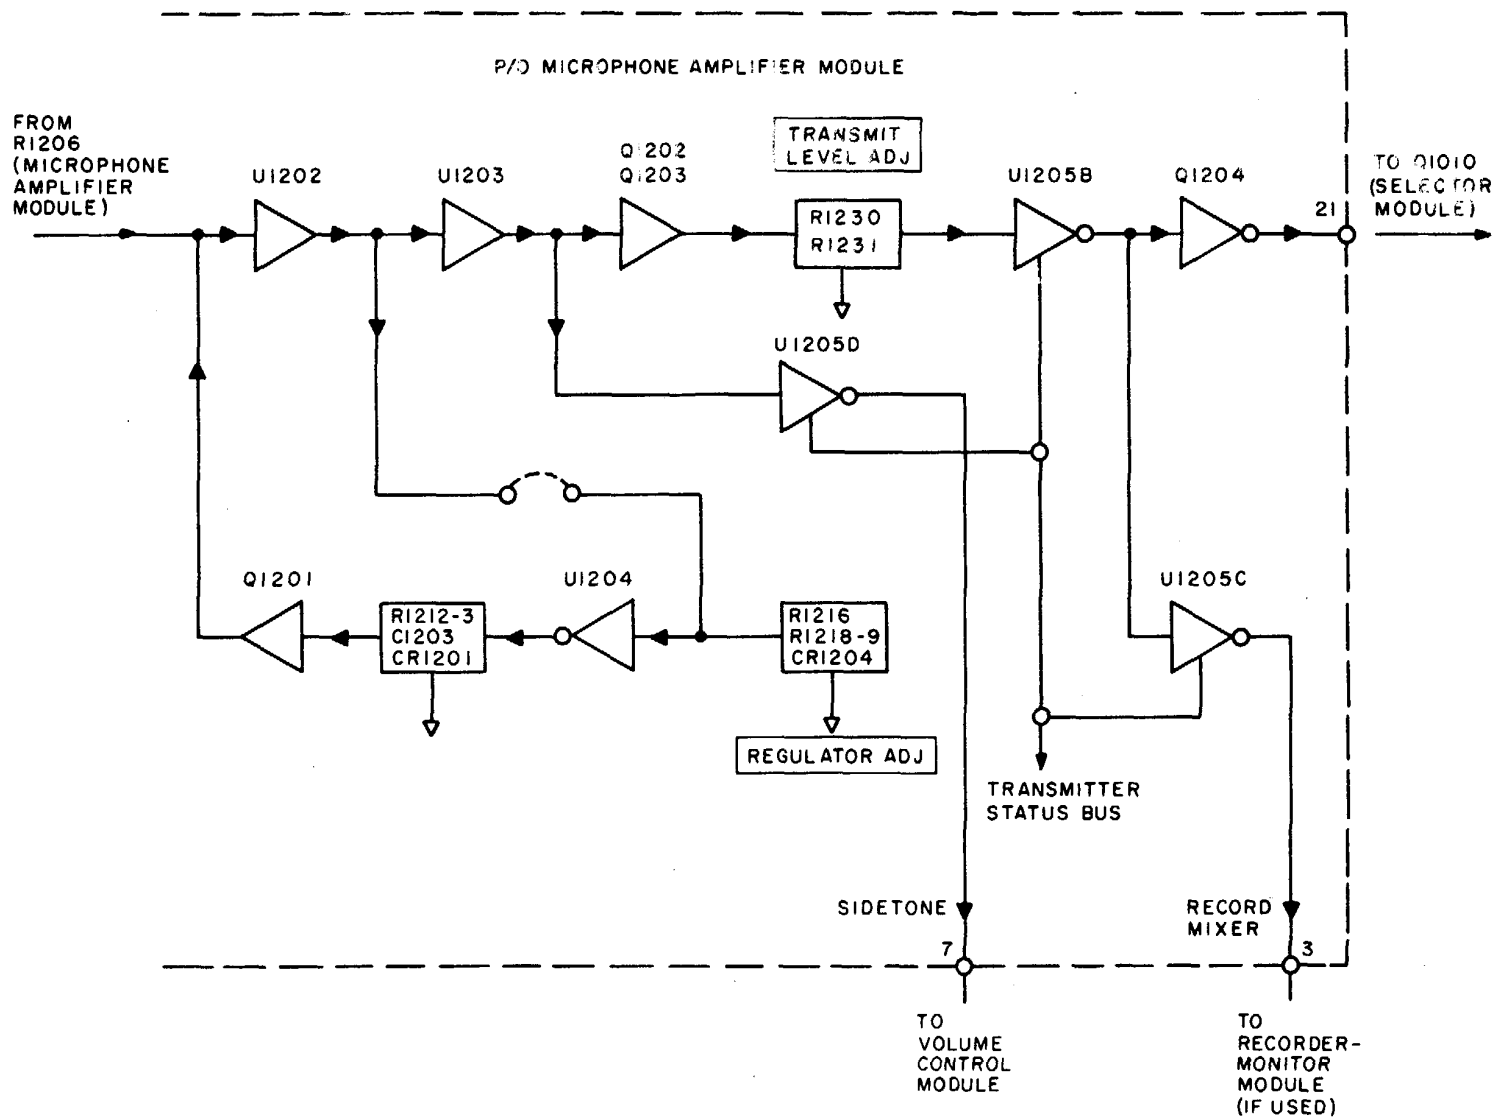 P/O MICROPHONE AMPLIFIER MODULE
FROM
R1206
(MICROPHONE
AMPLIFIER
MODULE)
U1202
U1203
Q1202
Q1203
TRANSMIT
LEVEL ADJ
R1230
R1231
U1205B
Q1204
21
TO Q1010
(SELECTOR
MODULE)
U1205D
Q1201
R1212-3
C1203
CR1201
U1204
R1216
R1218-9
CR1204
REGULATOR ADJ
U1205C
TRANSMITTER
STATUS BUS
SIDETONE
7
RECORD
MIXER
3
TO
VOLUME
CONTROL
MODULE
TO
RECORDER-
MONITOR
MODULE
(IF USED)